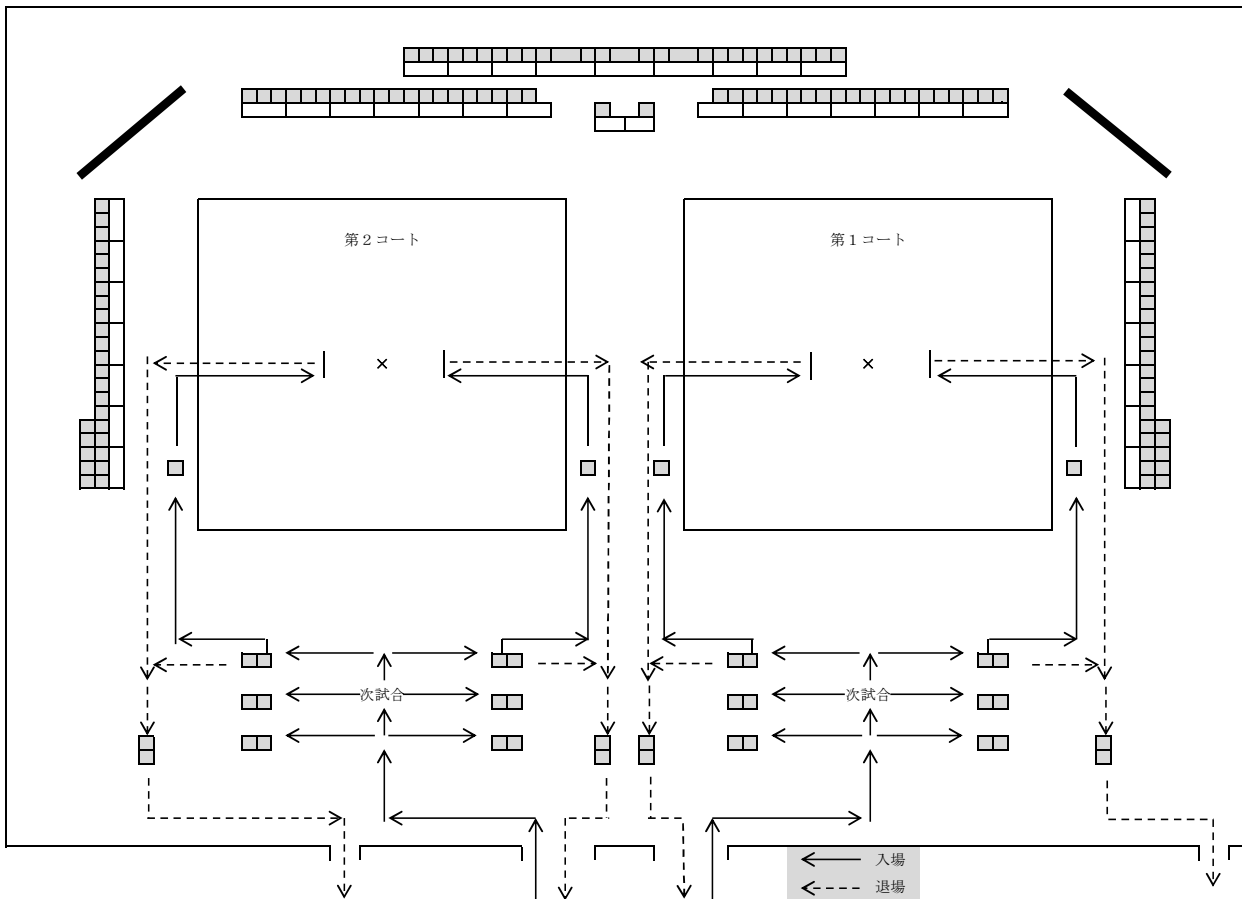 第２コート
第１コート
次試合
次試合
入場
退場